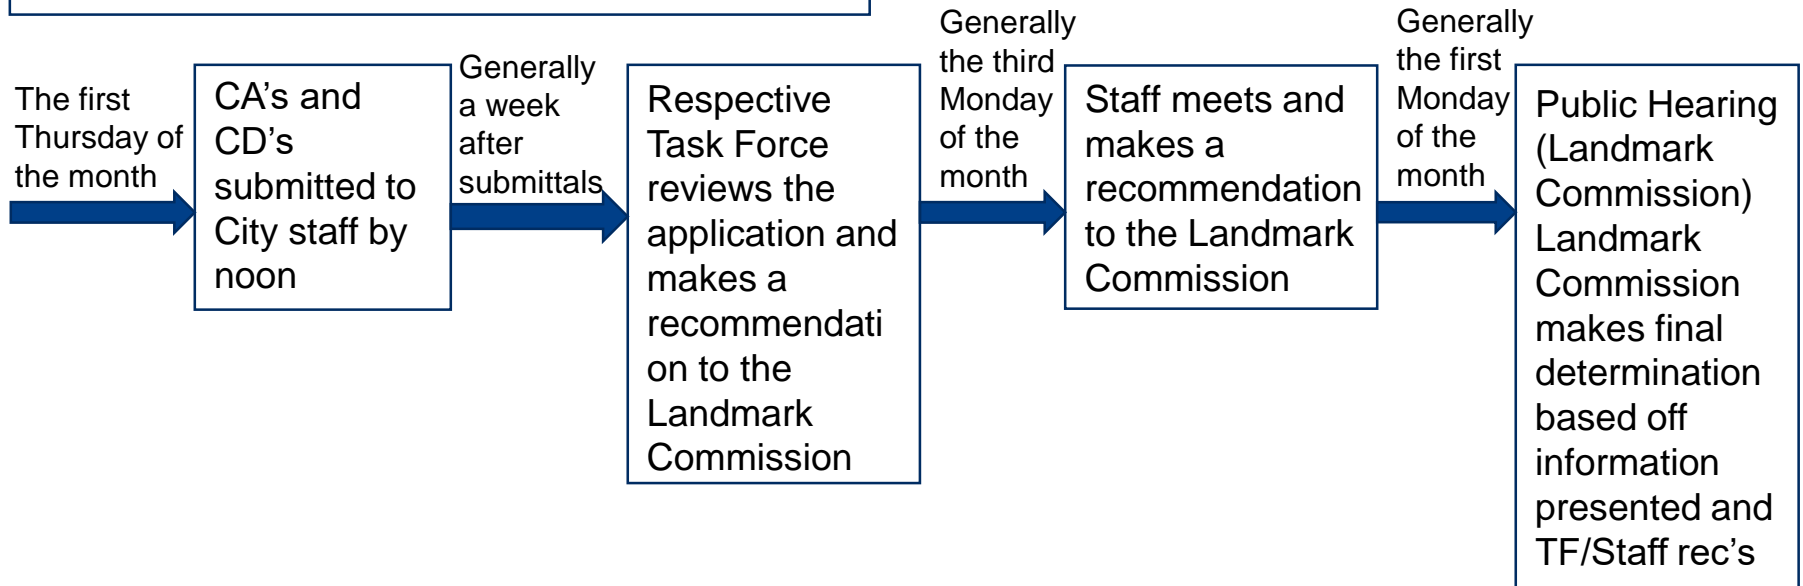 The first
Thursday of
the month
CA's and
CD's
submitted to
City staff by
noon
Generally
a week
after
submittals
Respective
Task Force
reviews the
application and
makes a
recommendati
on to the
Landmark
Commission
Generally
the third
Monday
of the
month
Staff meets and
makes a
recommendation
to the Landmark
Commission
Generally
the first
Monday
of the
month
Public Hearing
(Landmark
Commission)
Landmark
Commission
makes final
determination
based off
information
presented and
TF/Staff rec's